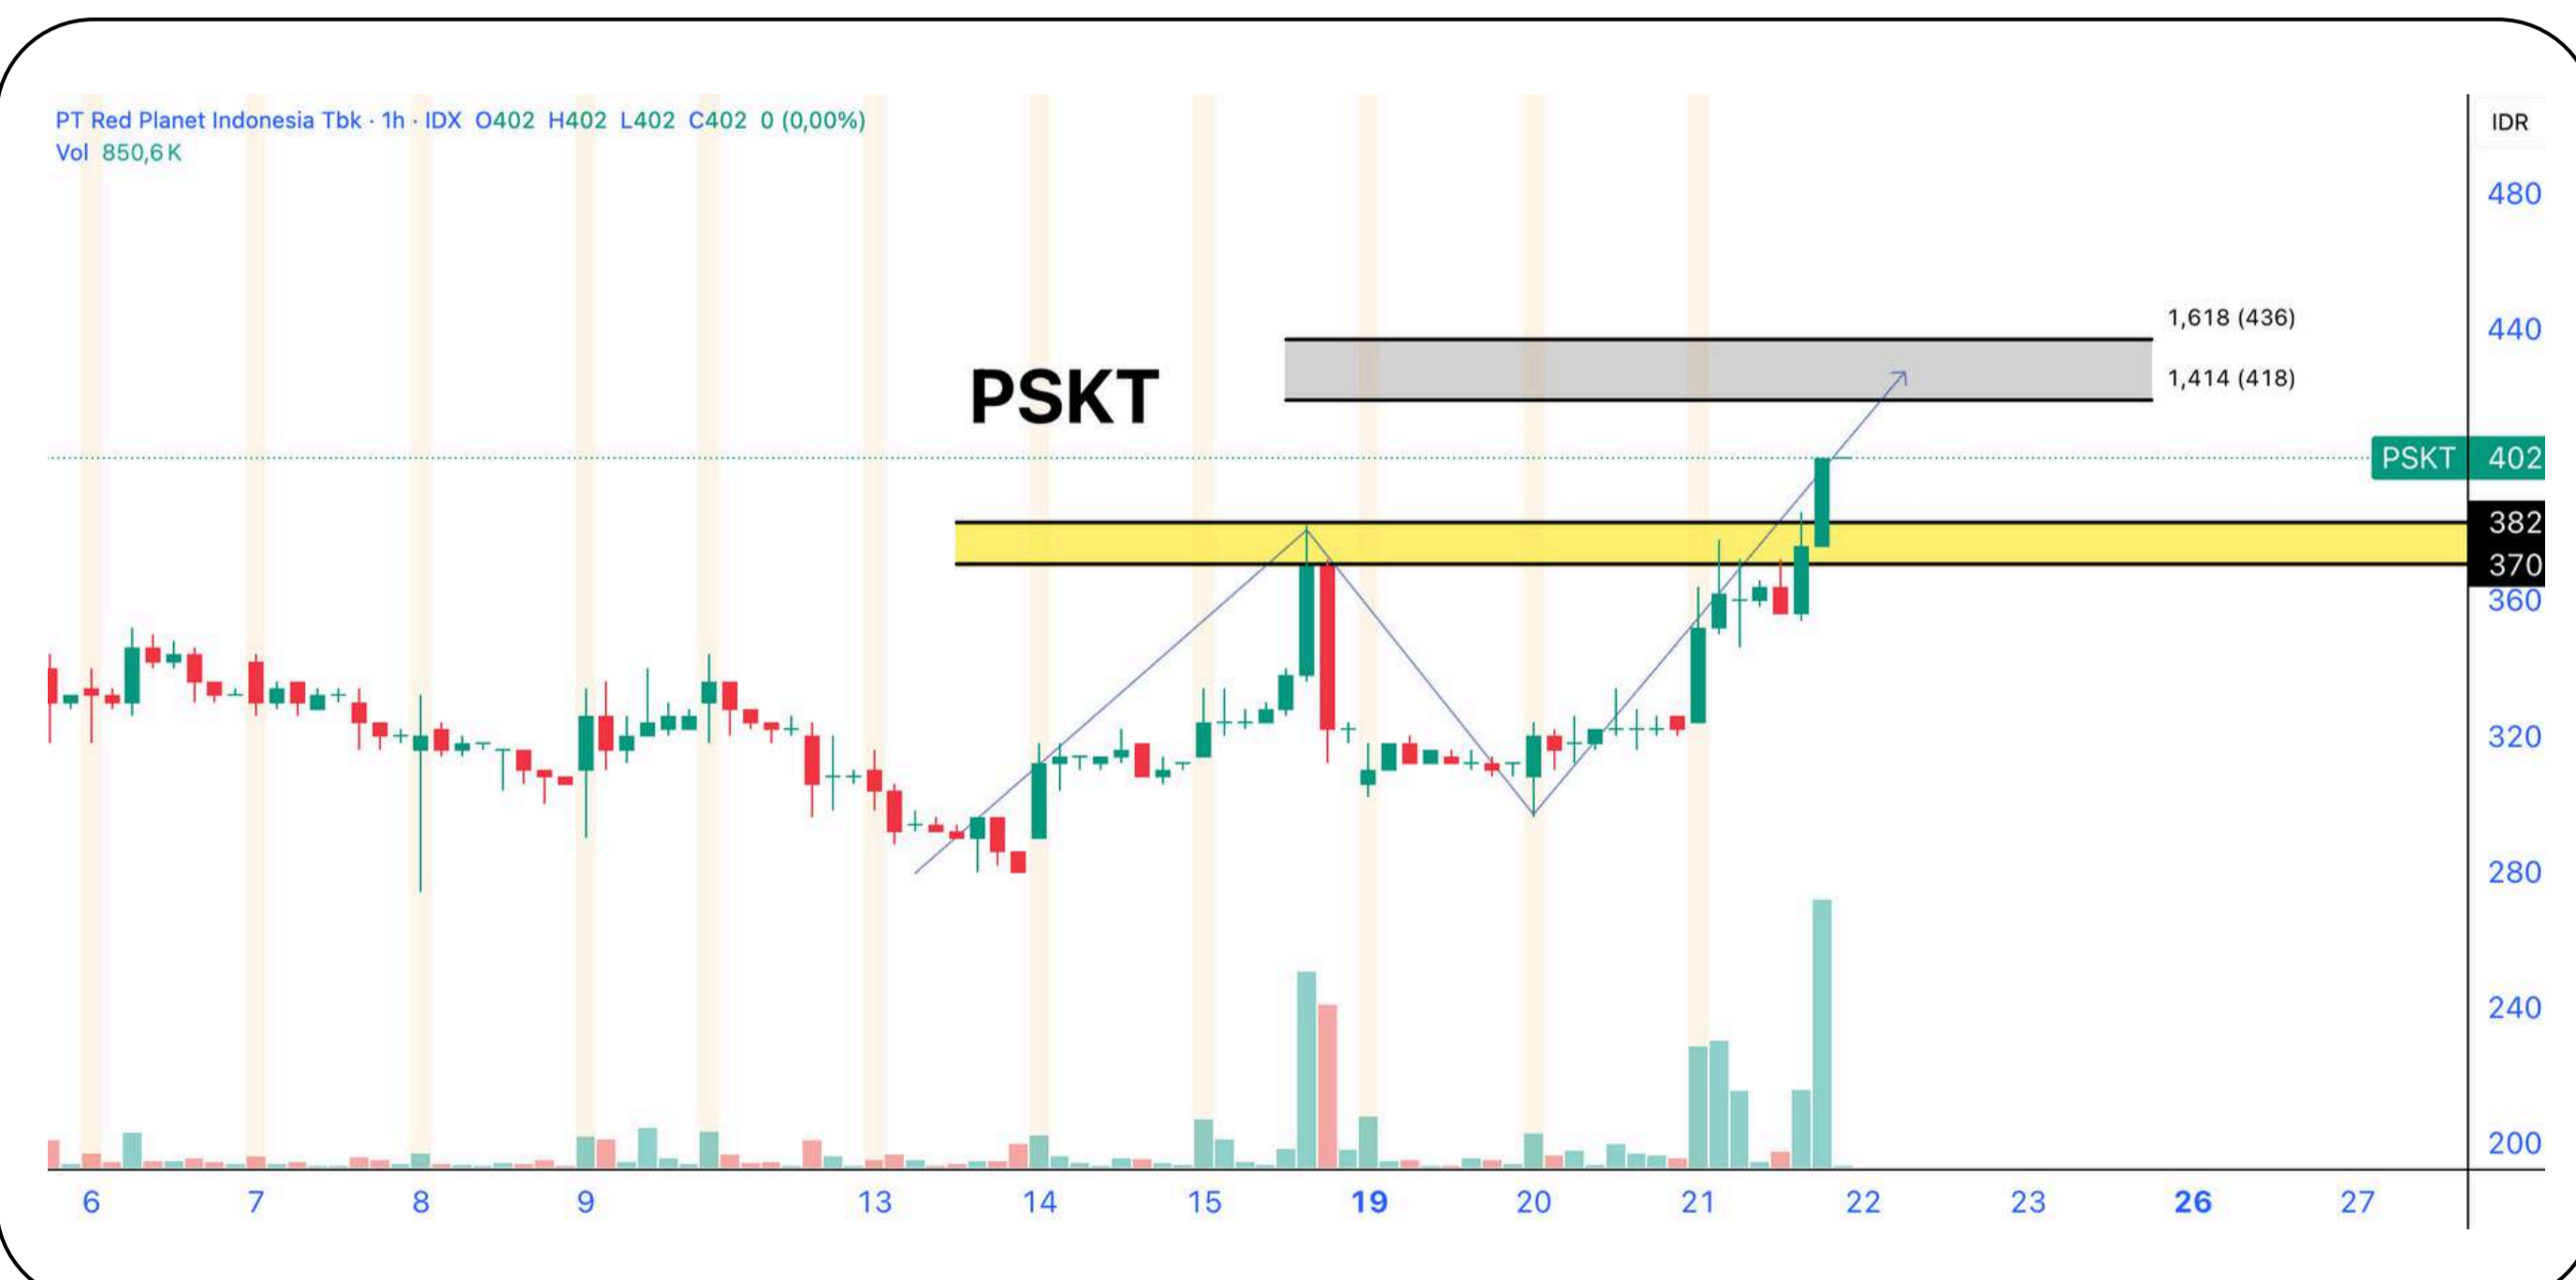 PT Red Planet Indonesia Tbk · 1h · IDX O402 H402 L402 C402 0 (0,00%)
Vol 850,6 K
IDR
480
1,618 (436)
440
1,414 (418)
PSKT
PSKT 402
382
370
360
320
280
240
200
6 7 8 9 13 14 15 19 20 21 22 23 26 27